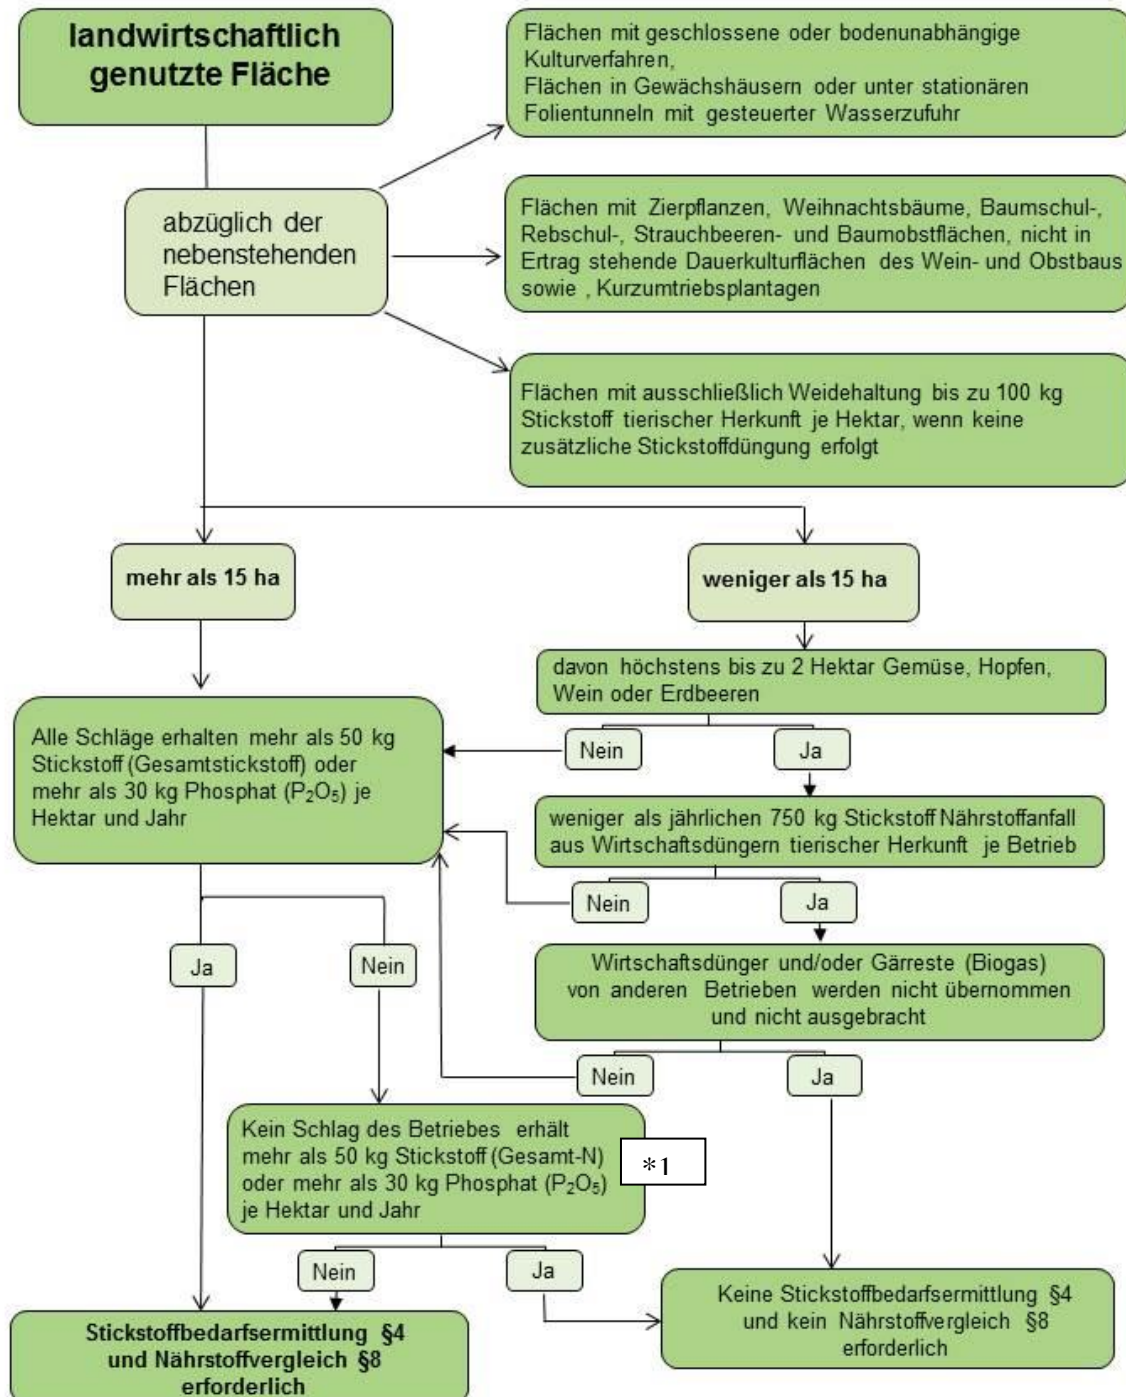 landwirtschaftlich
genutzte Fläche
Flächen mit geschlossene oder bodenunabhängige
Kulturverfahren,
Flächen in Gewächshäusern oder unter stationären
Folientunneln mit gesteuerter Wasserzufuhr
abzüglich der
nebenstehenden
Flächen
Flächen mit Zierpflanzen, Weihnachtsbäume, Baumschul-,
Rebschul-, Strauchbeeren- und Baumobstflächen, nicht in
Ertrag stehende Dauerkulturflächen des Wein- und Obstbaus
sowie , Kurzumtriebsplantagen
Flächen mit ausschließlich Weidehaltung bis zu 100 kg
Stickstoff tierischer Herkunft je Hektar, wenn keine
zusätzliche Stickstoffdüngung erfolgt
mehr als 15 ha
weniger als 15 ha
davon höchstens bis zu 2 Hektar Gemüse, Hopfen,
Wein oder Erdbeeren
Nein
Ja
Alle Schläge erhalten mehr als 50 kg
Stickstoff (Gesamtstickstoff) oder
mehr als 30 kg Phosphat (P₂O₅) je
Hektar und Jahr
weniger als jährlichen 750 kg Stickstoff Nährstoffanfall
aus Wirtschaftsdüngern tierischer Herkunft je Betrieb
Nein
Ja
Ja
Nein
Wirtschaftsdünger und/oder Gärreste (Biogas)
von anderen Betrieben werden nicht übernommen
und nicht ausgebracht
Nein
Ja
Kein Schlag des Betriebes erhält
mehr als 50 kg Stickstoff (Gesamt-N)
oder mehr als 30 kg Phosphat (P₂O₅)
je Hektar und Jahr
*1
Nein
Ja
Stickstoffbedarfsermittlung §4
und Nährstoffvergleich §8
erforderlich
Keine Stickstoffbedarfsermittlung §4
und kein Nährstoffvergleich §8
erforderlich